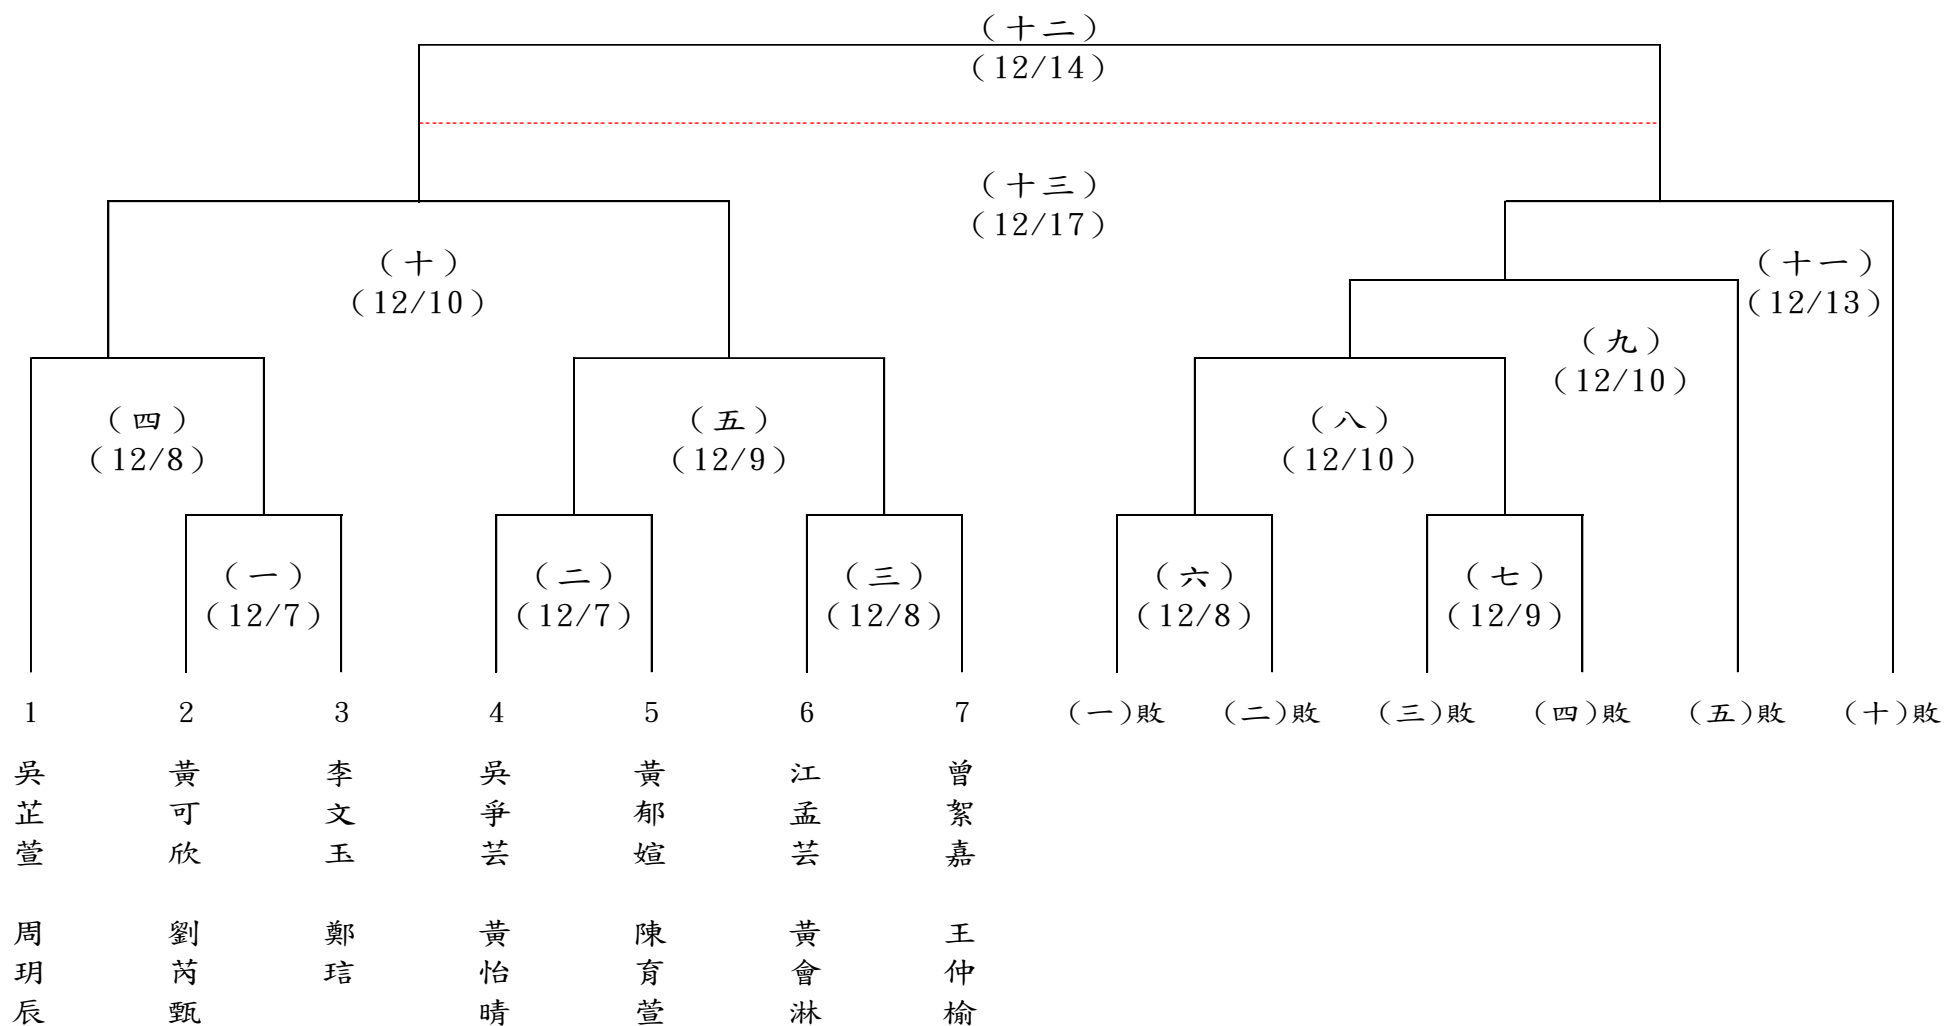 （十二）
（12/14）
（十三）
（12/17）
（十）
（12/10）
（十一）
（12/13）
（九）
（12/10）
（四）
（12/8）
（五）
（12/9）
（八）
（12/10）
（一）
（12/7）
（二）
（12/7）
（三）
（12/8）
（六）
（12/8）
（七）
（12/9）
1 2 3 4 5 6 7 （一）敗 （二）敗 （三）敗 （四）敗 （五）敗 （十）敗
吳芷萱
周玥辰
黃可欣
劉芮甄
李文玉
鄭琂
吳爭芸
黃怡晴
黃郁媗
陳育萱
江孟芸
黃會淋
曾絮嘉
王仲榆